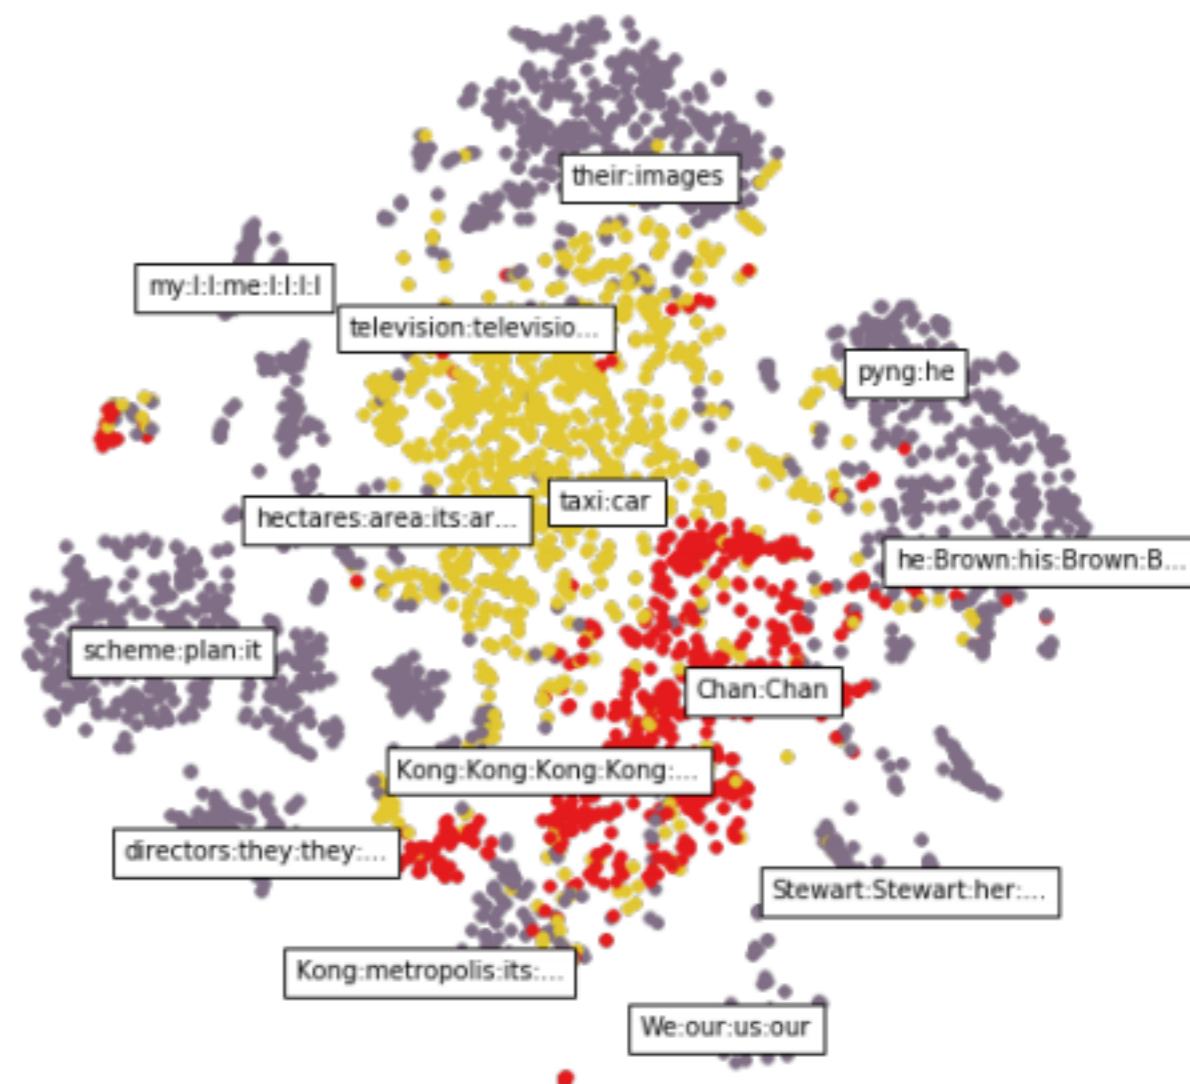 their:images
my:I:I:me:I:I:I:I
television:televisio...
pyng:he
taxi:car
hectares:area:its:ar...
he:Brown:his:Brown:B...
scheme:plan:it
Chan:Chan
Kong:Kong:Kong:Kong:...
directors:they:they:...
Stewart:Stewart:her:...
Kong:metropolis:its:...
We:our:us:our